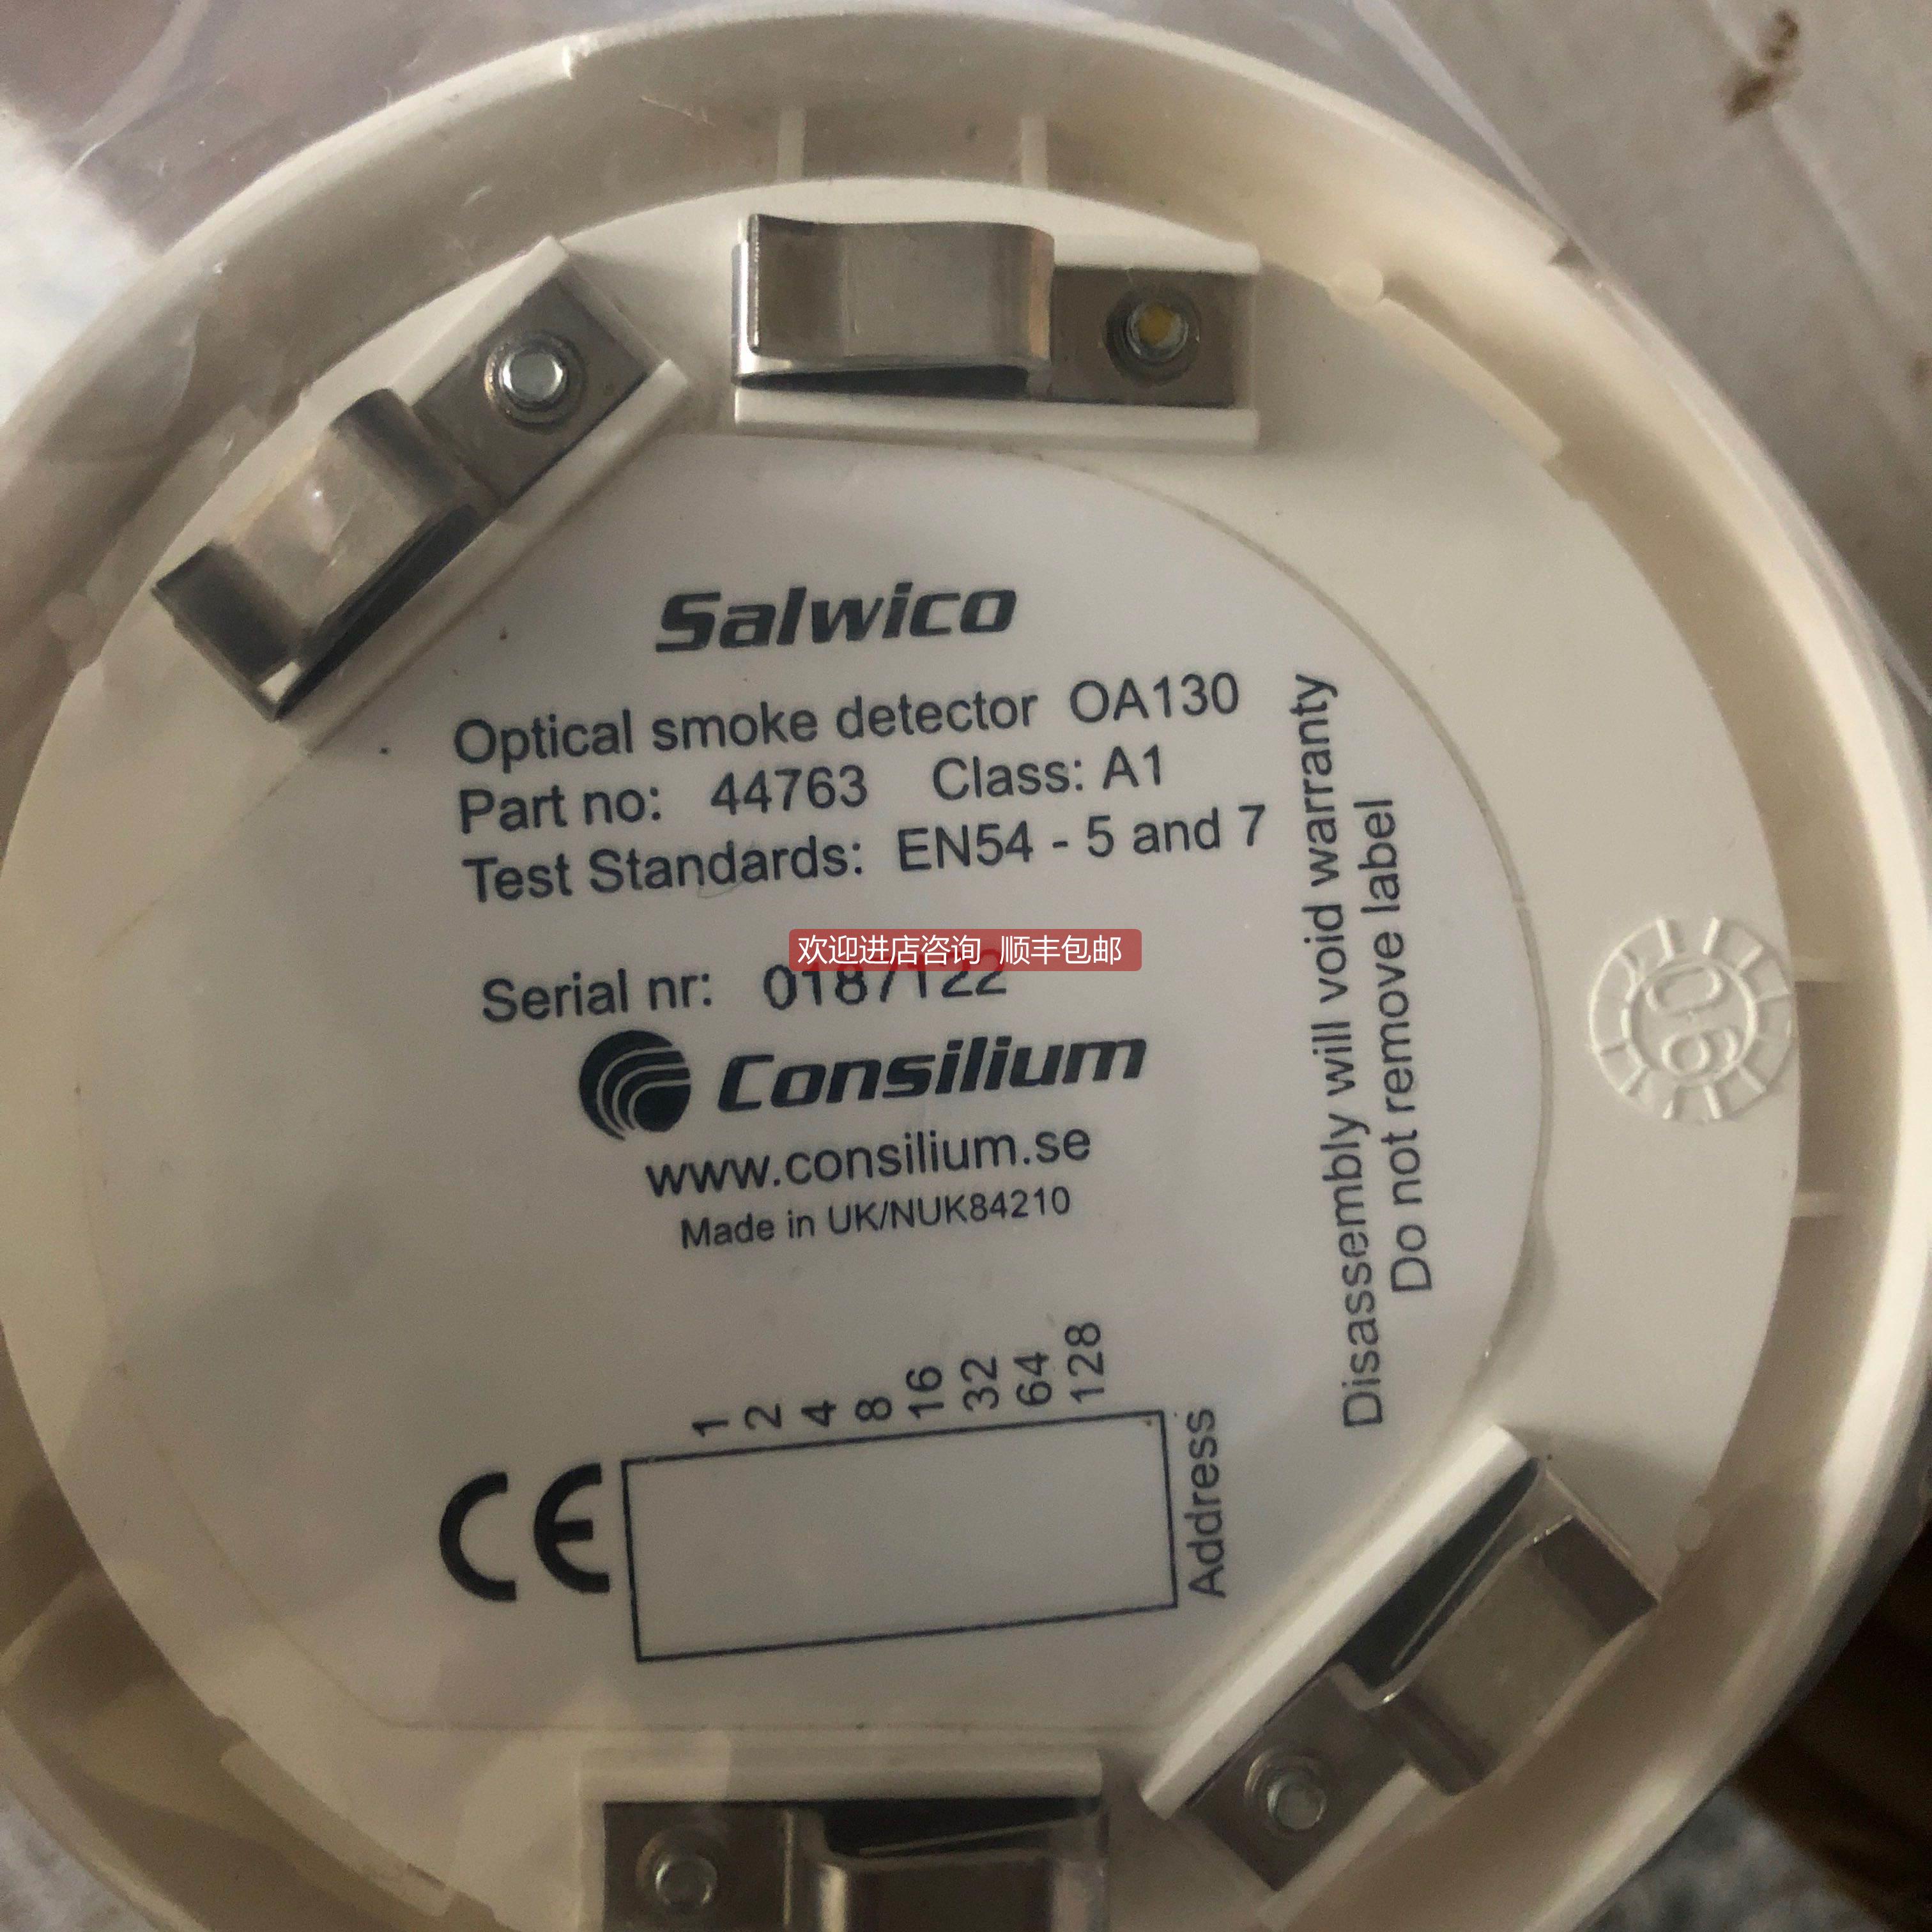 Salwico
Optical smoke detector OA130
Part no: 44763 Class: A1
Test Standards: EN54 - 5 and 7
欢迎进店咨询 顺丰包邮
Serial nr: 0187122
Consilium
www.consilium.se
Made in UK/NUK84210
Disassembly will void warranty
Do not remove label
06
1
2
4
8
16
32
64
128
CE
Address